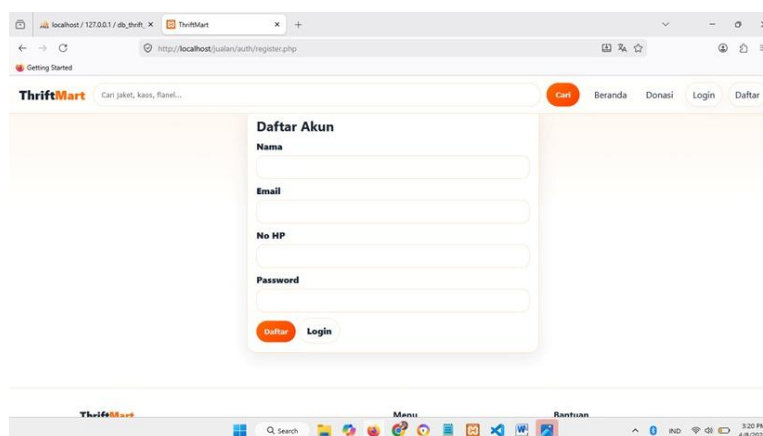 localhost / 127.0.0.1 / db_thrift_
ThriftMart
http://localhost/jualan/auth/register.php
Getting Started
ThriftMart
Cari jaket, kaos, flanel...
Cari
Beranda
Donasi
Login
Daftar
Daftar Akun
Nama
Email
No HP
Password
Daftar
Login
ThriftMart
Menu
Bantuan
Search
IND
3:20 PM